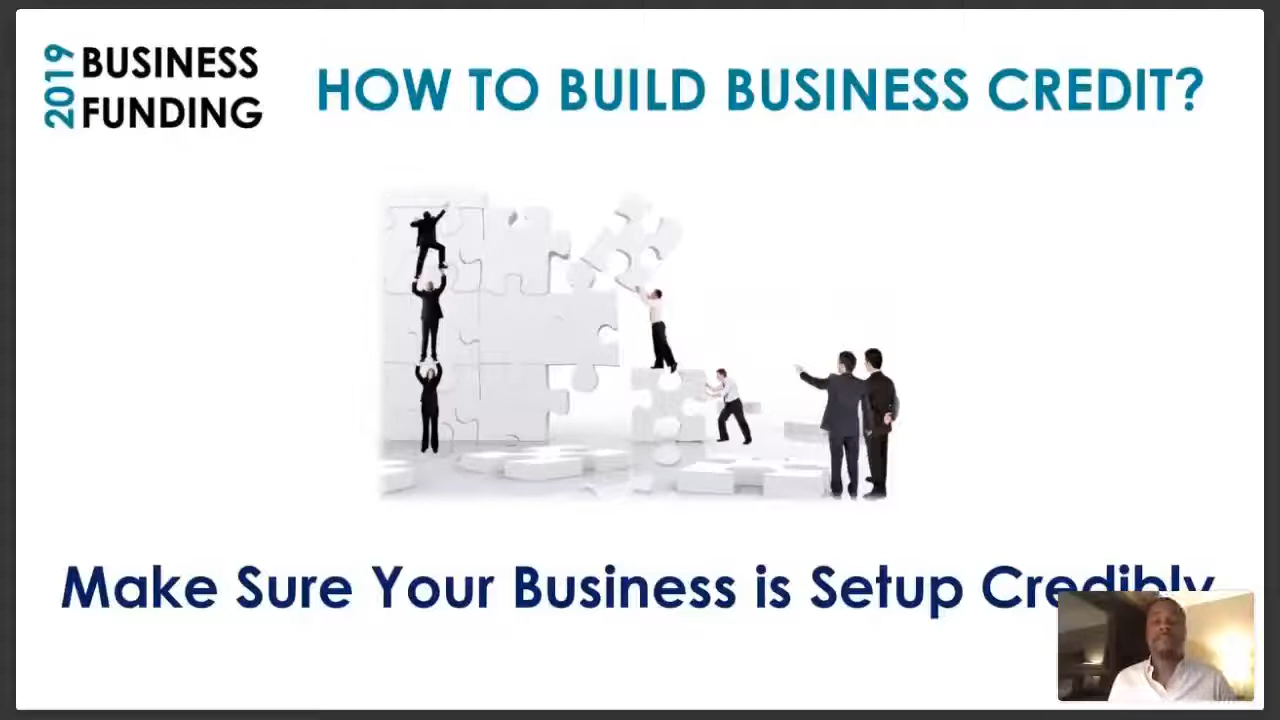 2019
BUSINESS
FUNDING
HOW TO BUILD BUSINESS CREDIT?
Make Sure Your Business is Setup Credibly